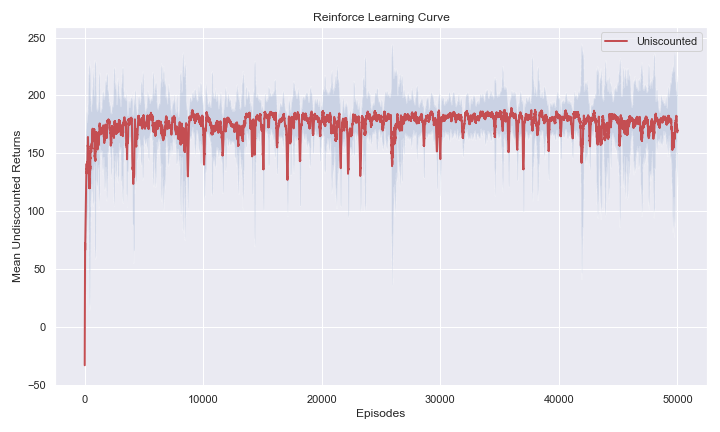 Reinforce Learning Curve
Uniscounted
Mean Undiscounted Returns
250
200
150
100
50
0
−50
0 10000 20000 30000 40000 50000
Episodes